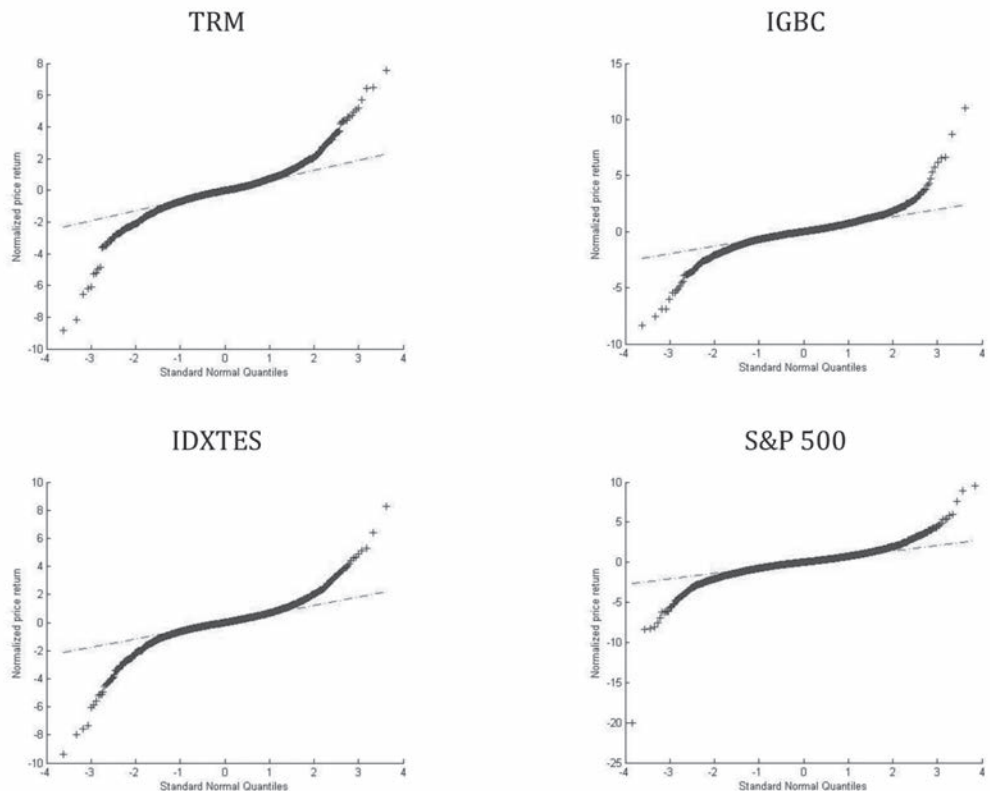 TRM
8
6
4
2
0
-2
-4
-6
-8
-10
Normalized price return
-4 -3 -2 -1 0 1 2 3 4
Standard Normal Quantiles
IGBC
15
10
5
0
-5
-10
Normalized price return
-4 -3 -2 -1 0 1 2 3 4
Standard Normal Quantiles
IDXTES
10
8
6
4
2
0
-2
-4
-6
-8
-10
Normalized price return
-4 -3 -2 -1 0 1 2 3 4
Standard Normal Quantiles
S&P 500
10
5
0
-5
-10
-15
-20
-25
Normalized price return
-4 -3 -2 -1 0 1 2 3 4
Standard Normal Quantiles